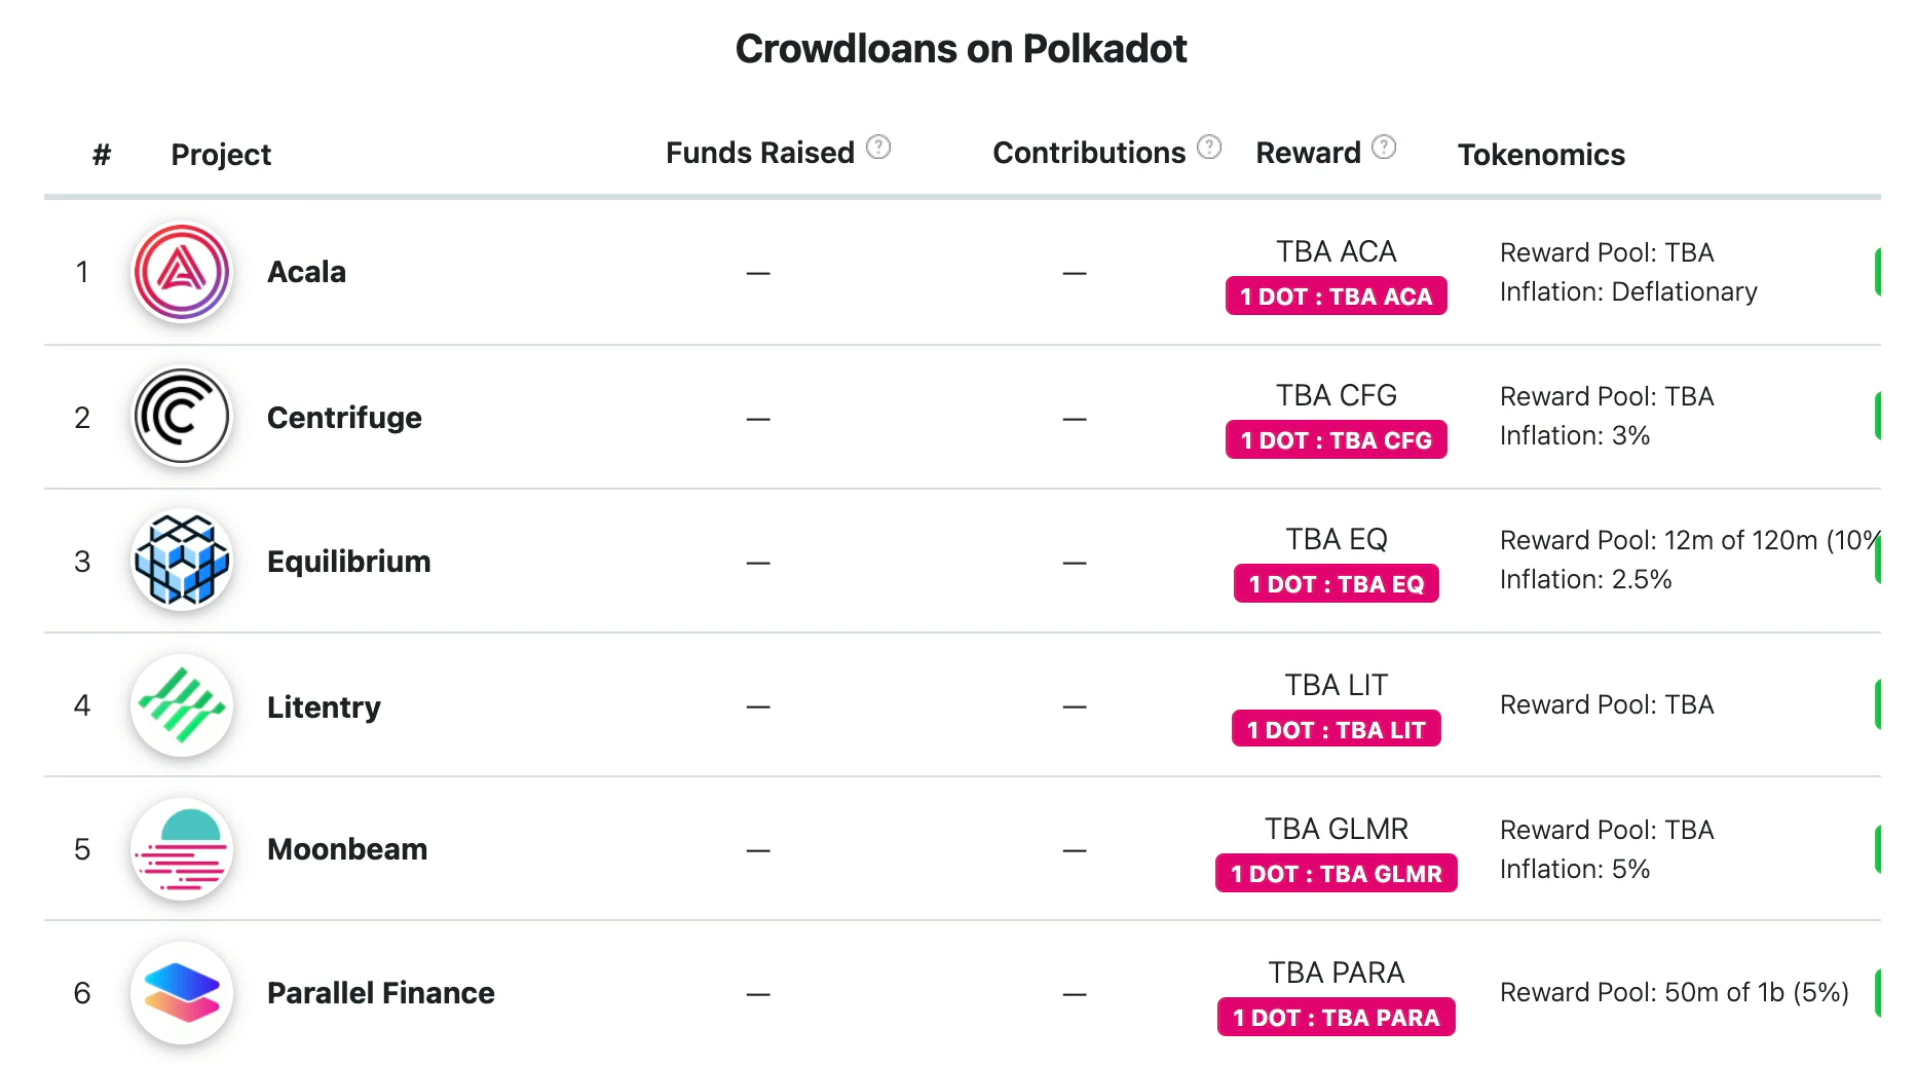 Crowdloans on Polkadot
# Project Funds Raised ? Contributions ? Reward ? Tokenomics
1 Acala — — TBA ACA Reward Pool: TBA
1 DOT : TBA ACA Inflation: Deflationary
2 Centrifuge — — TBA CFG Reward Pool: TBA
1 DOT : TBA CFG Inflation: 3%
3 Equilibrium — — TBA EQ Reward Pool: 12m of 120m (10%
1 DOT : TBA EQ Inflation: 2.5%
4 Litentry — — TBA LIT Reward Pool: TBA
1 DOT : TBA LIT
5 Moonbeam — — TBA GLMR Reward Pool: TBA
1 DOT : TBA GLMR Inflation: 5%
6 Parallel Finance — — TBA PARA Reward Pool: 50m of 1b (5%)
1 DOT : TBA PARA